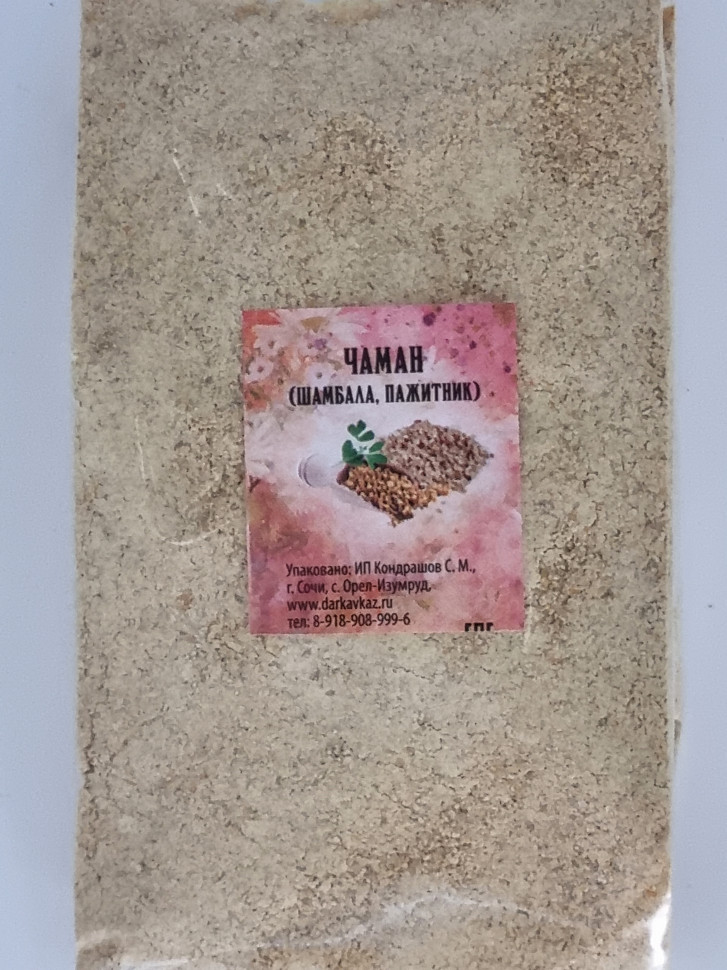 ЧАМАН
(ШАМБАЛА, ПАЖИТНИК)
Упаковано: ИП Кондрашов С. М.,
г. Сочи, с. Орел-Изумруд,
www.darkavkaz.ru
тел: 8-918-908-999-6